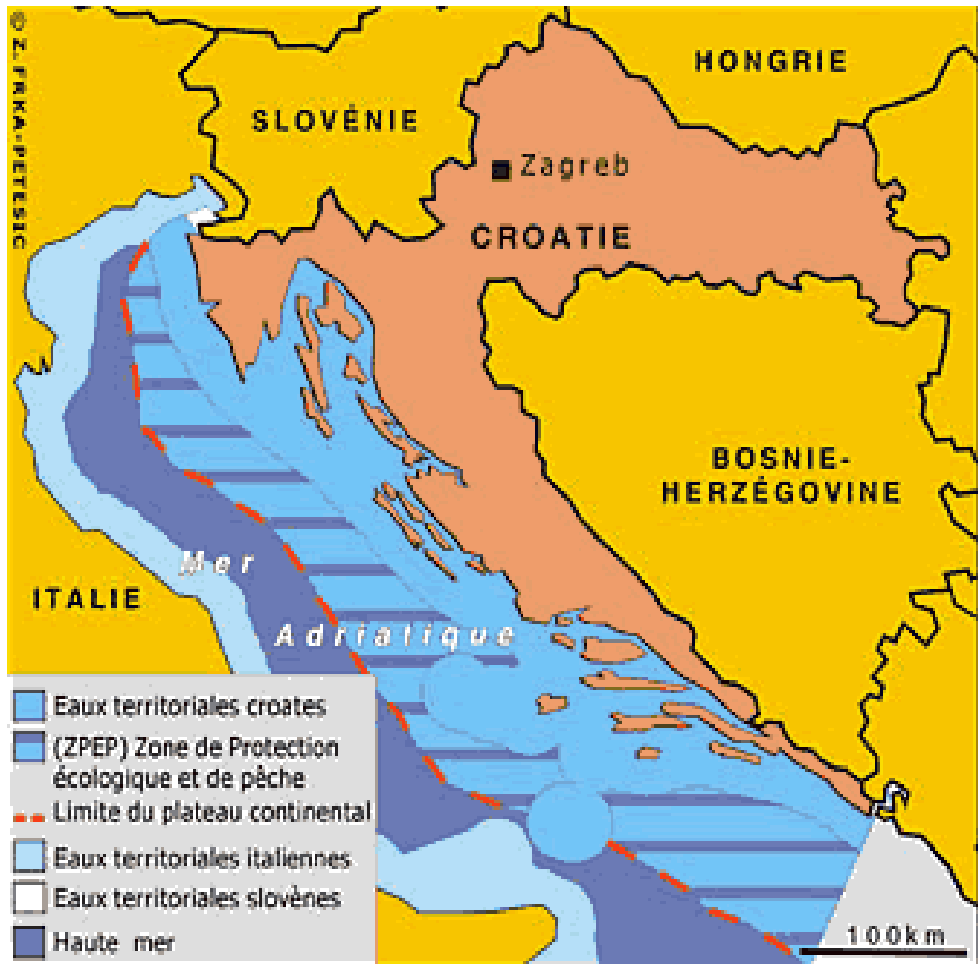 © Z. FRKA-PETESAC
HONGRIE
SLOVÉNIE
Zagreb
CROATIE
BOSNIE-
HERZÉGOVINE
Mer
ITALIE
Adriatique
Eaux territoriales croates
(ZPEP) Zone de Protection
écologique et de pêche
Limite du plateau continental
Eaux territoriales italiennes
Eaux territoriales slovènes
Haute mer
100km